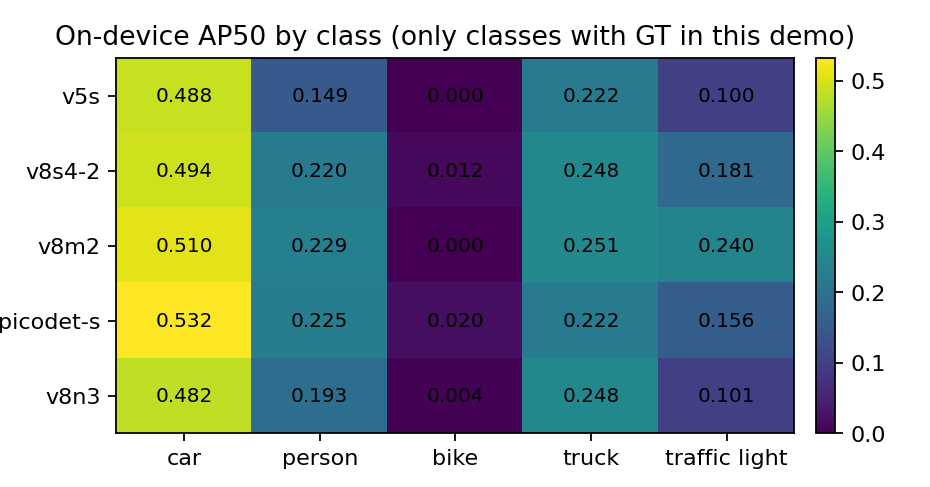 On-device AP50 by class (only classes with GT in this demo)
v5s 0.488 0.149 0.000 0.222 0.100
v8s4-2 0.494 0.220 0.012 0.248 0.181
v8m2 0.510 0.229 0.000 0.251 0.240
picodet-s 0.532 0.225 0.020 0.222 0.156
v8n3 0.482 0.193 0.004 0.248 0.101
car person bike truck traffic light
0.5
0.4
0.3
0.2
0.1
0.0